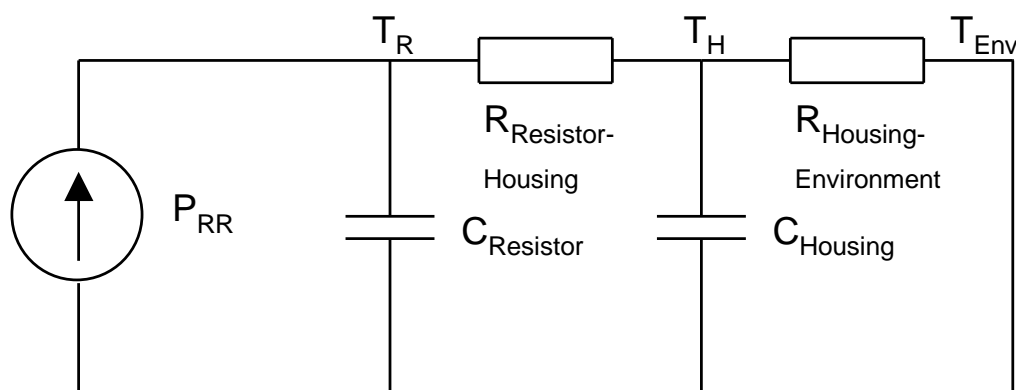 T_R
T_H
T_Env
R_Resistor-
Housing
R_Housing-
Environment
P_RR
C_Resistor
C_Housing